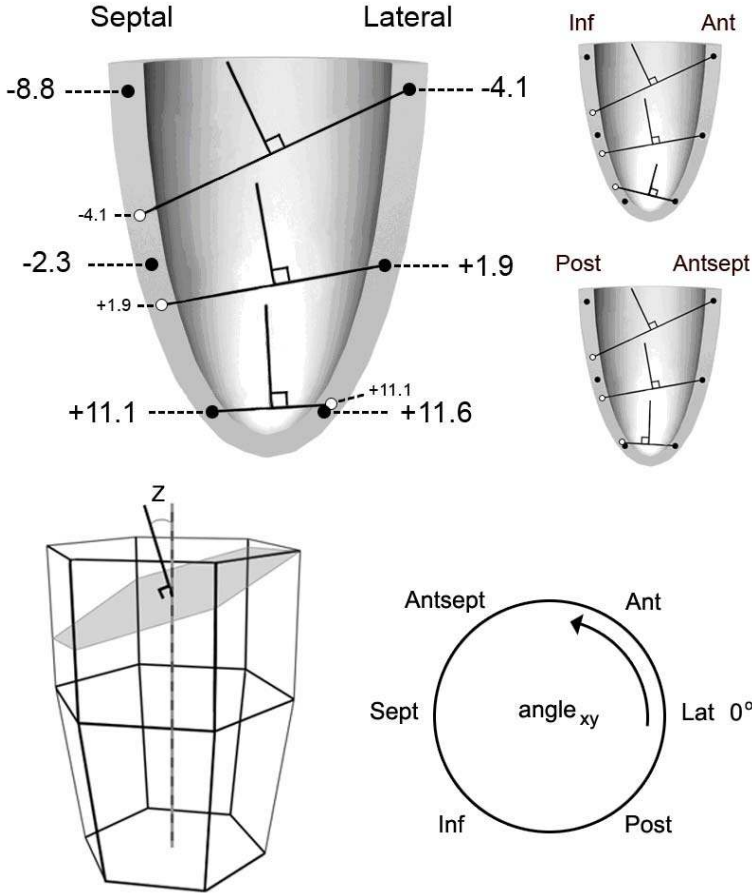 Septal Lateral
-8.8 -4.1
-4.1
-2.3 +1.9
+1.9
+11.1
+11.1 +11.6
Inf Ant
Post Antsept
Z
Antsept Ant
Sept angle xy Lat 0°
Inf Post